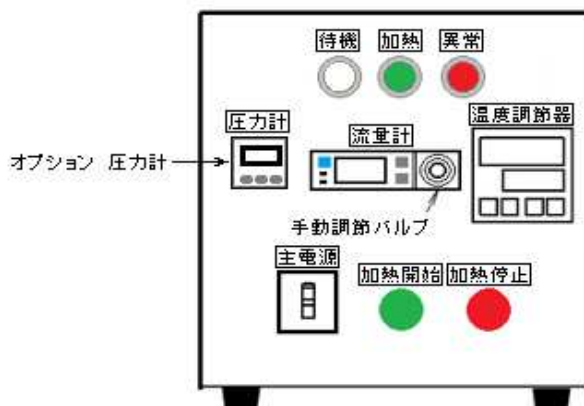 待機 加熱 異常
圧力計 流量計 温度調節器
オプション 圧力計
手動調節バルブ
主電源 加熱開始 加熱停止